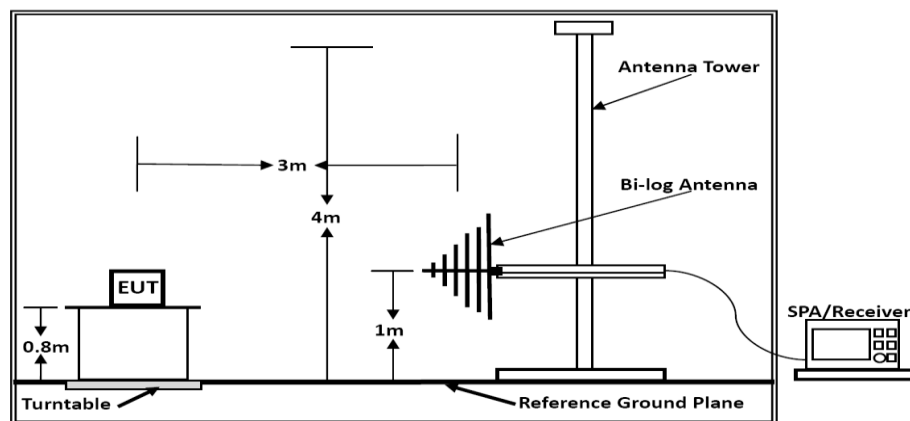 Antenna Tower
3m
Bi-log Antenna
4m
EUT
SPA/Receiver
1m
0.8m
Turntable
Reference Ground Plane